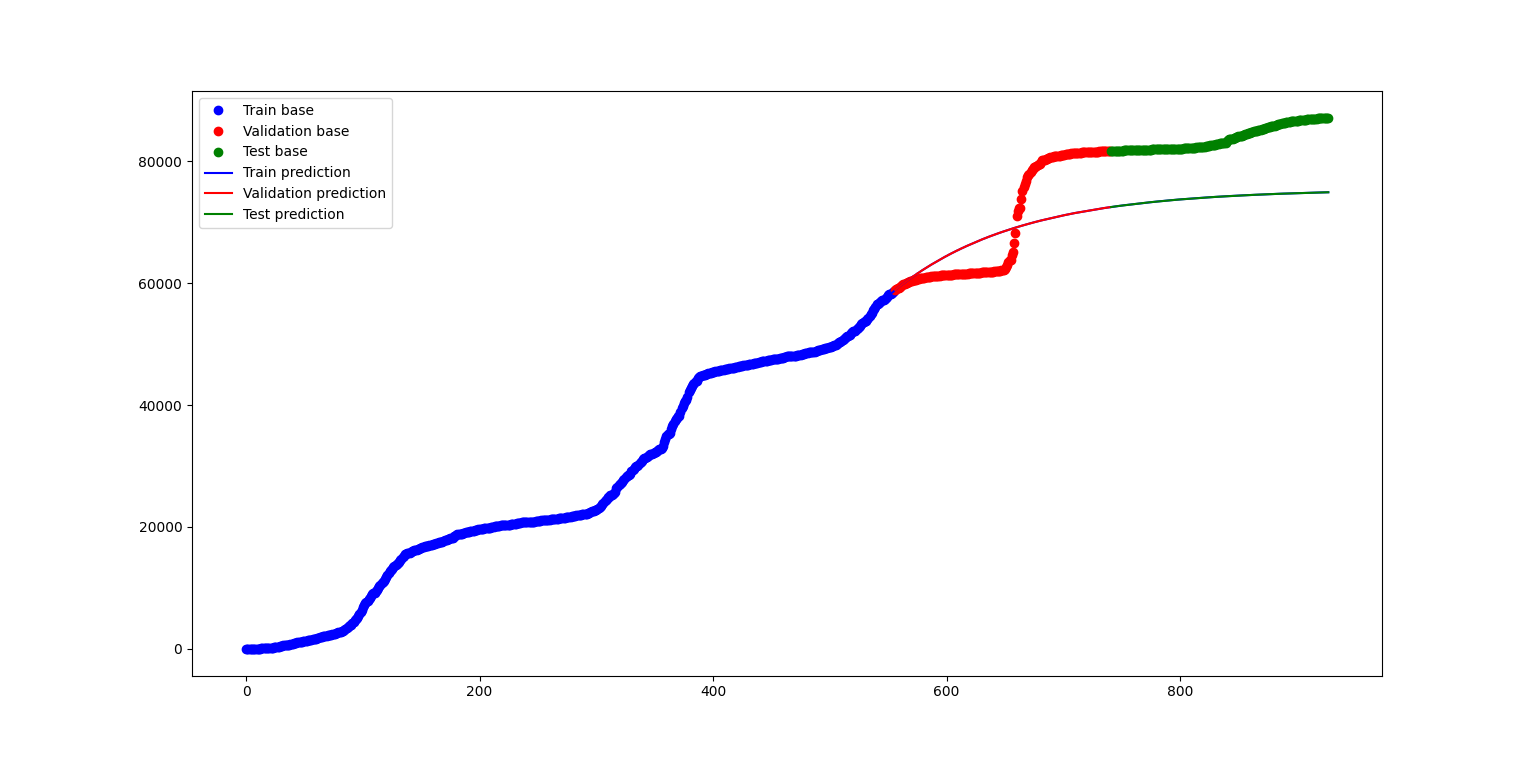 Train base
Validation base
Test base
Train prediction
Validation prediction
Test prediction
80000
60000
40000
20000
0
0 200 400 600 800